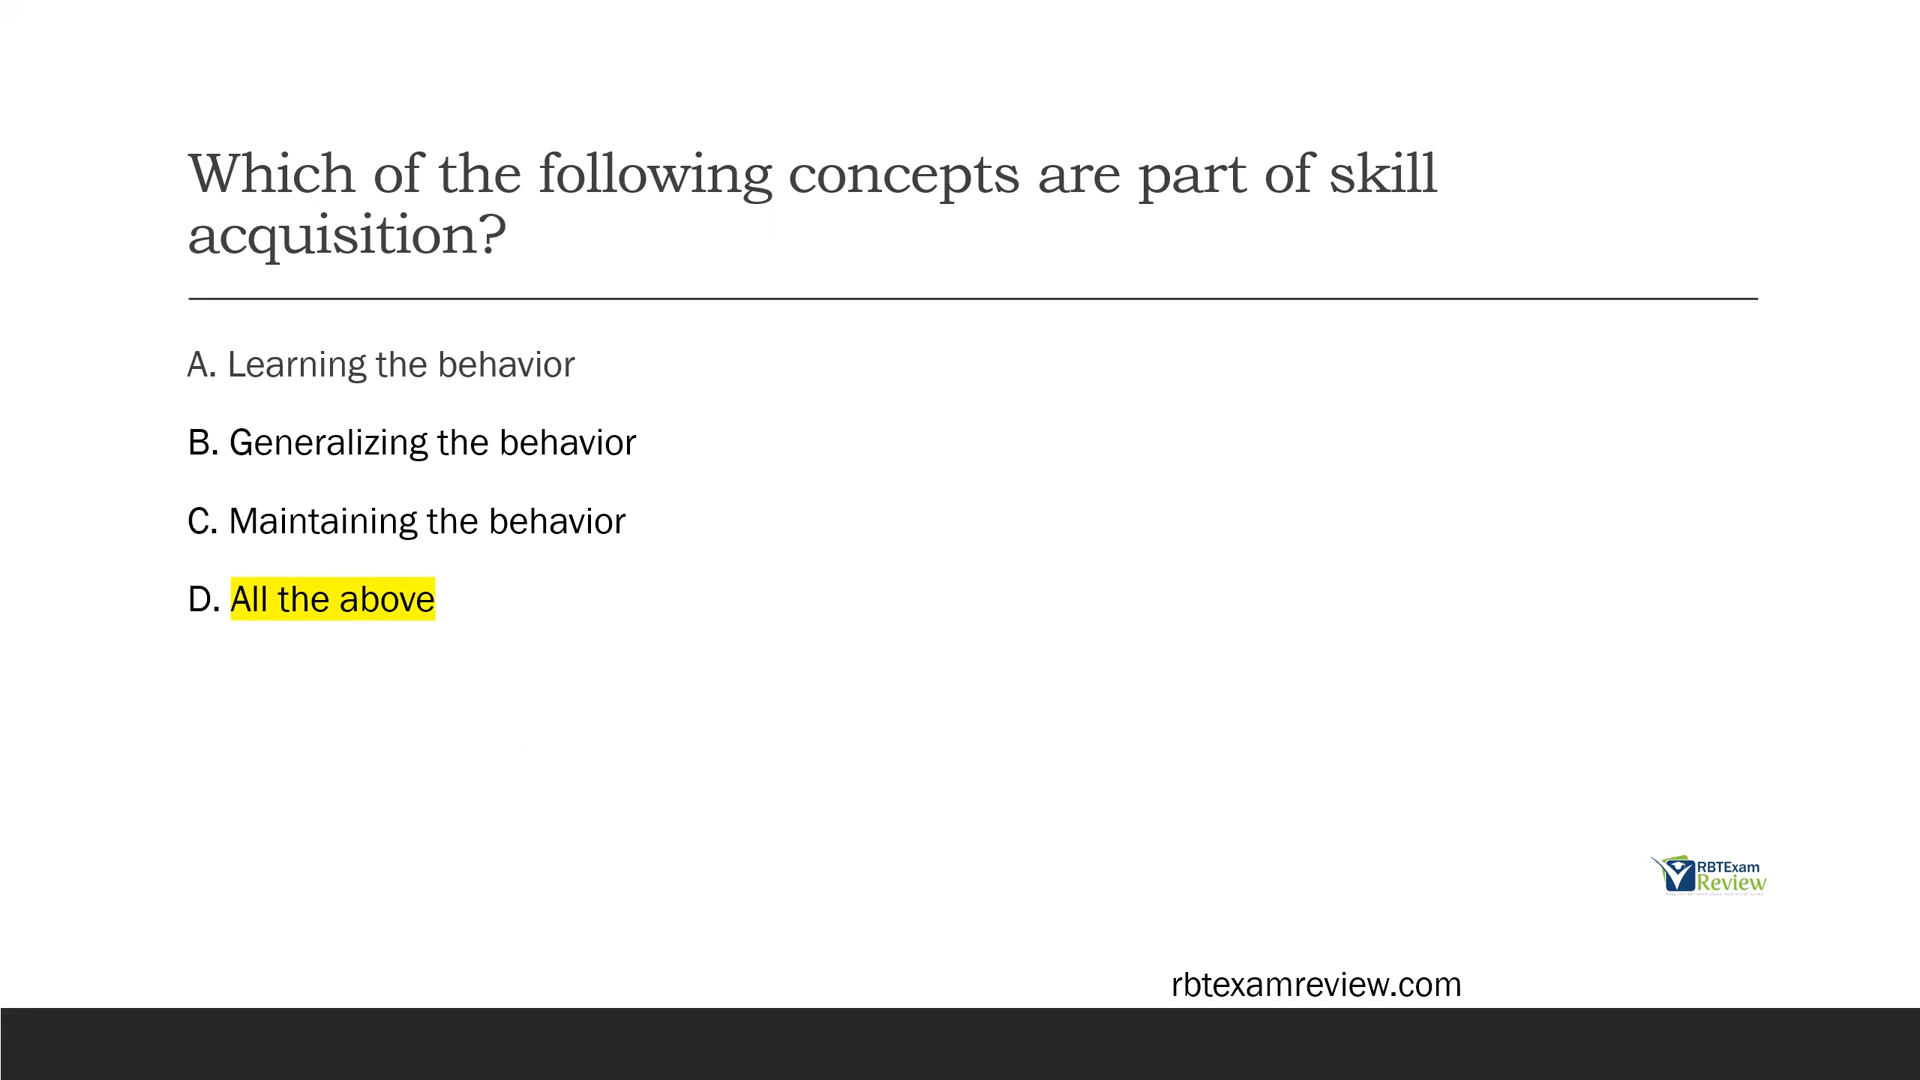 Which of the following concepts are part of skill
acquisition?
A. Learning the behavior
B. Generalizing the behavior
C. Maintaining the behavior
D. All the above
RBTExam
Review
rbtexamreview.com